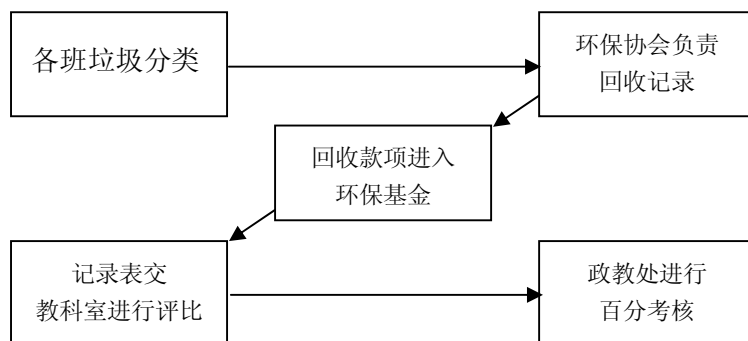 各班垃圾分类
环保协会负责
回收记录
回收款项进入
环保基金
记录表交
教科室进行评比
政教处进行
百分考核